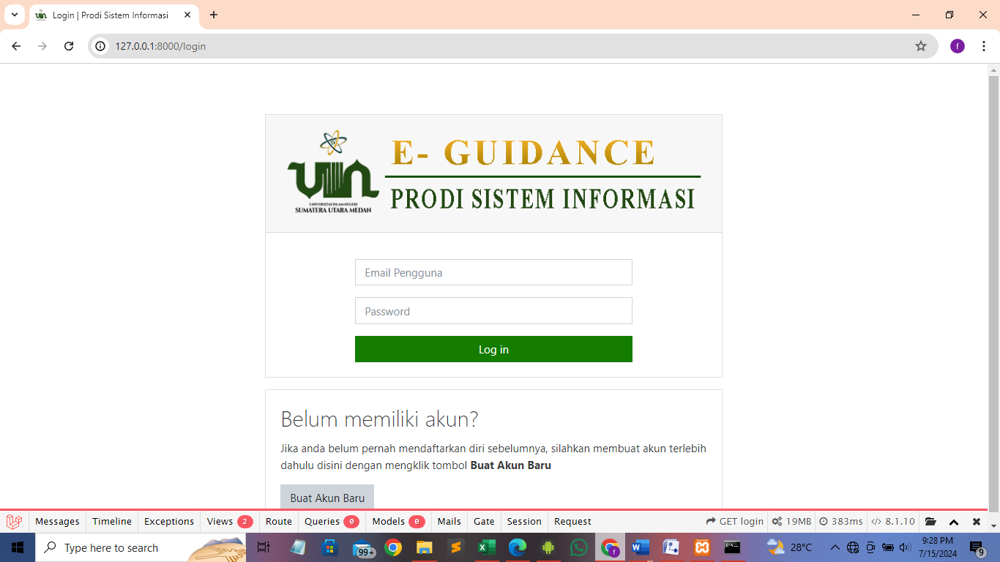 Login | Prodi Sistem Informasi
127.0.0.1:8000/login
f
E- GUIDANCE
PRODI SISTEM INFORMASI
UIN
UNIVERSITAS ISLAM NEGERI
SUMATERA UTARA MEDAN
Email Pengguna
Password
Log in
Belum memiliki akun?
Jika anda belum pernah mendaftarkan diri sebelumnya, silahkan membuat akun terlebih
dahulu disini dengan mengklik tombol Buat Akun Baru
Buat Akun Baru
Messages Timeline Exceptions Views 2 Route Queries 0 Models 0 Mails Gate Session Request GET login 19MB 383ms 8.1.10
Type here to search 99+ 28°C 9:28 PM
7/15/2024 9